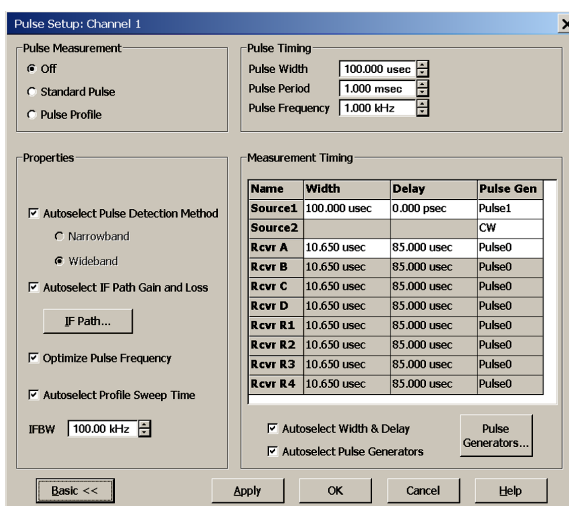 Pulse Setup: Channel 1
Pulse Measurement
Off
Standard Pulse
Pulse Profile
Pulse Timing
Pulse Width 100.000 usec
Pulse Period 1.000 msec
Pulse Frequency 1.000 kHz
Properties
Autoselect Pulse Detection Method
Narrowband
Wideband
Autoselect IF Path Gain and Loss
IF Path...
Optimize Pulse Frequency
Autoselect Profile Sweep Time
IFBW 100.00 kHz
Measurement Timing
Name Width Delay Pulse Gen
Source1 100.000 usec 0.000 psec Pulse1
Source2 CW
Rcvr A 10.650 usec 85.000 usec Pulse0
Rcvr B 10.650 usec 85.000 usec Pulse0
Rcvr C 10.650 usec 85.000 usec Pulse0
Rcvr D 10.650 usec 85.000 usec Pulse0
Rcvr R1 10.650 usec 85.000 usec Pulse0
Rcvr R2 10.650 usec 85.000 usec Pulse0
Rcvr R3 10.650 usec 85.000 usec Pulse0
Rcvr R4 10.650 usec 85.000 usec Pulse0
Autoselect Width & Delay
Autoselect Pulse Generators
Pulse
Generators...
Basic << Apply OK Cancel Help